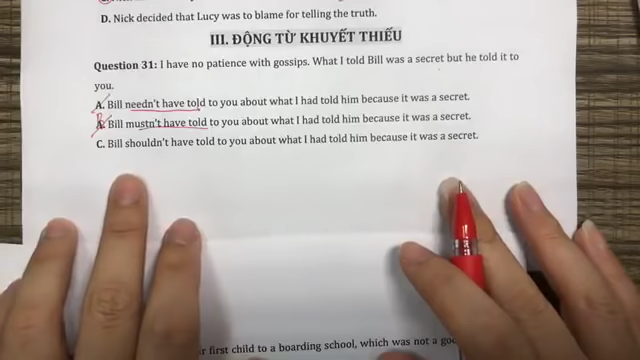 D. Nick decided that Lucy was to blame for telling the truth.
III. ĐỘNG TỪ KHUYẾT THIẾU
Question 31: I have no patience with gossips. What I told Bill was a secret but he told it to
you.
A. Bill needn't have told to you about what I had told him because it was a secret.
Bill mustn't have told to you about what I had told him because it was a secret.
C. Bill shouldn't have told to you about what I had told him because it was a secret.
r first child to a boarding school, which was not a